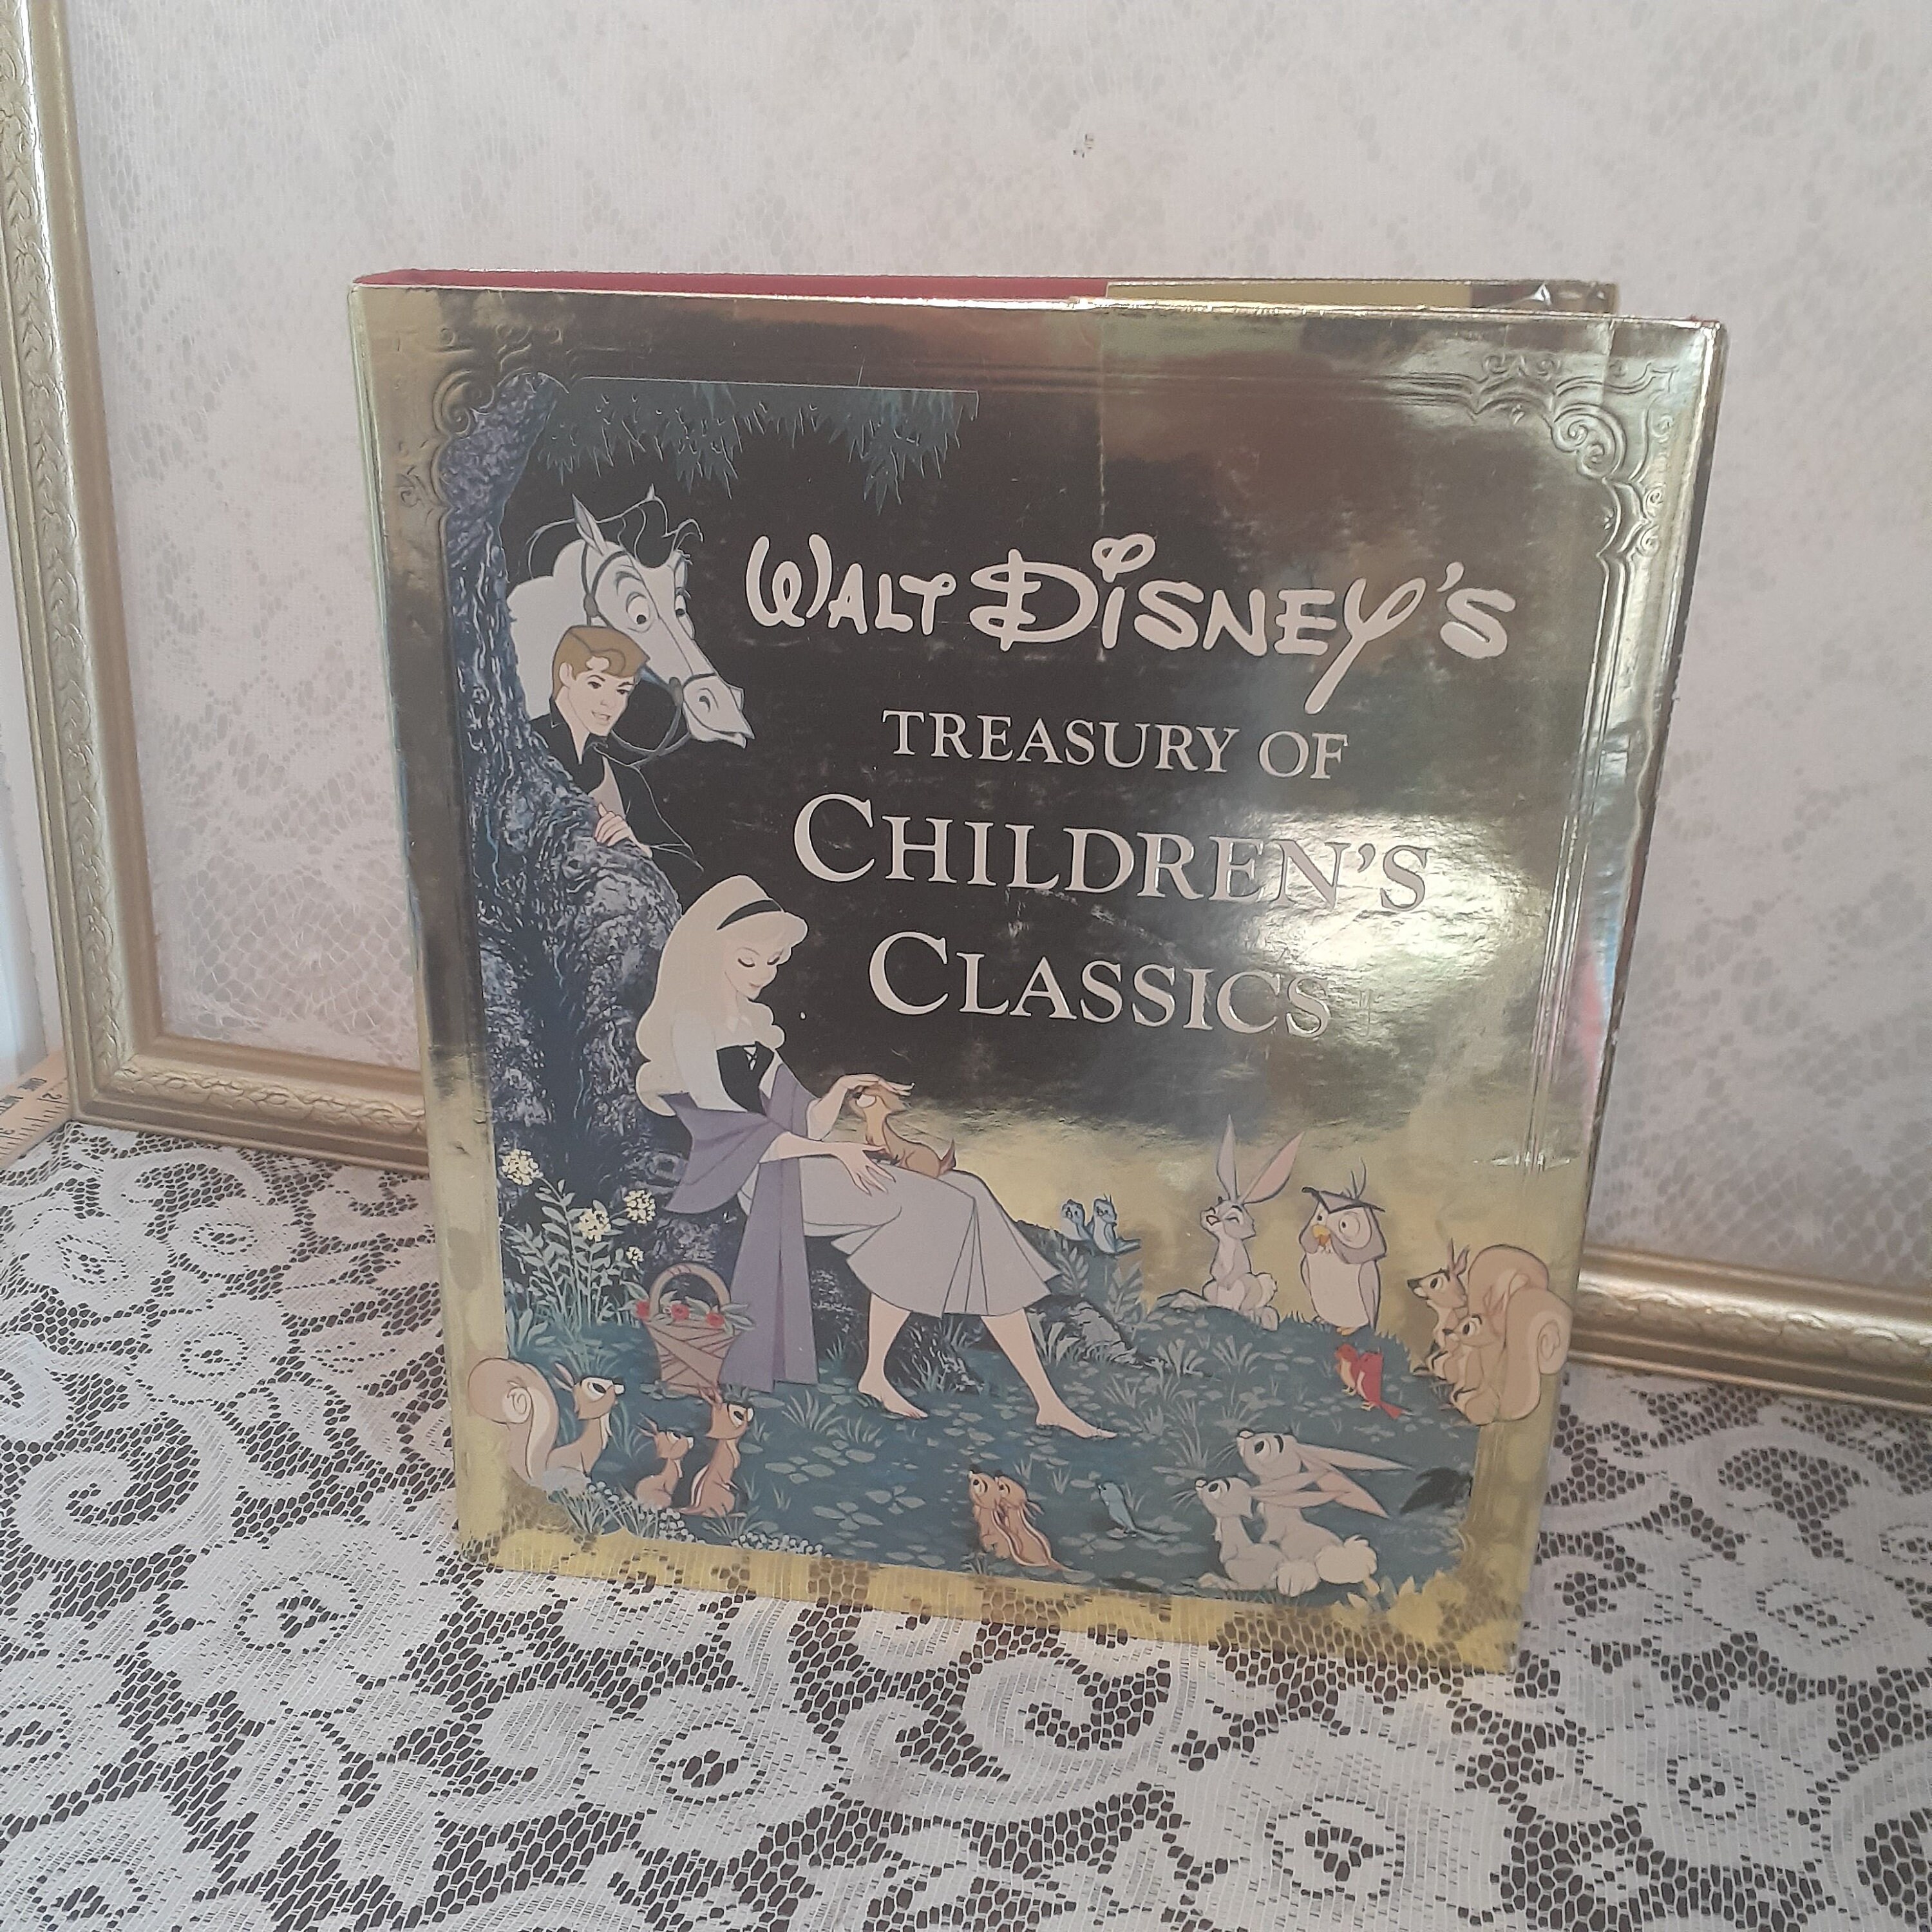 WALT DISNEY'S
TREASURY OF
CHILDREN'S
CLASSICS